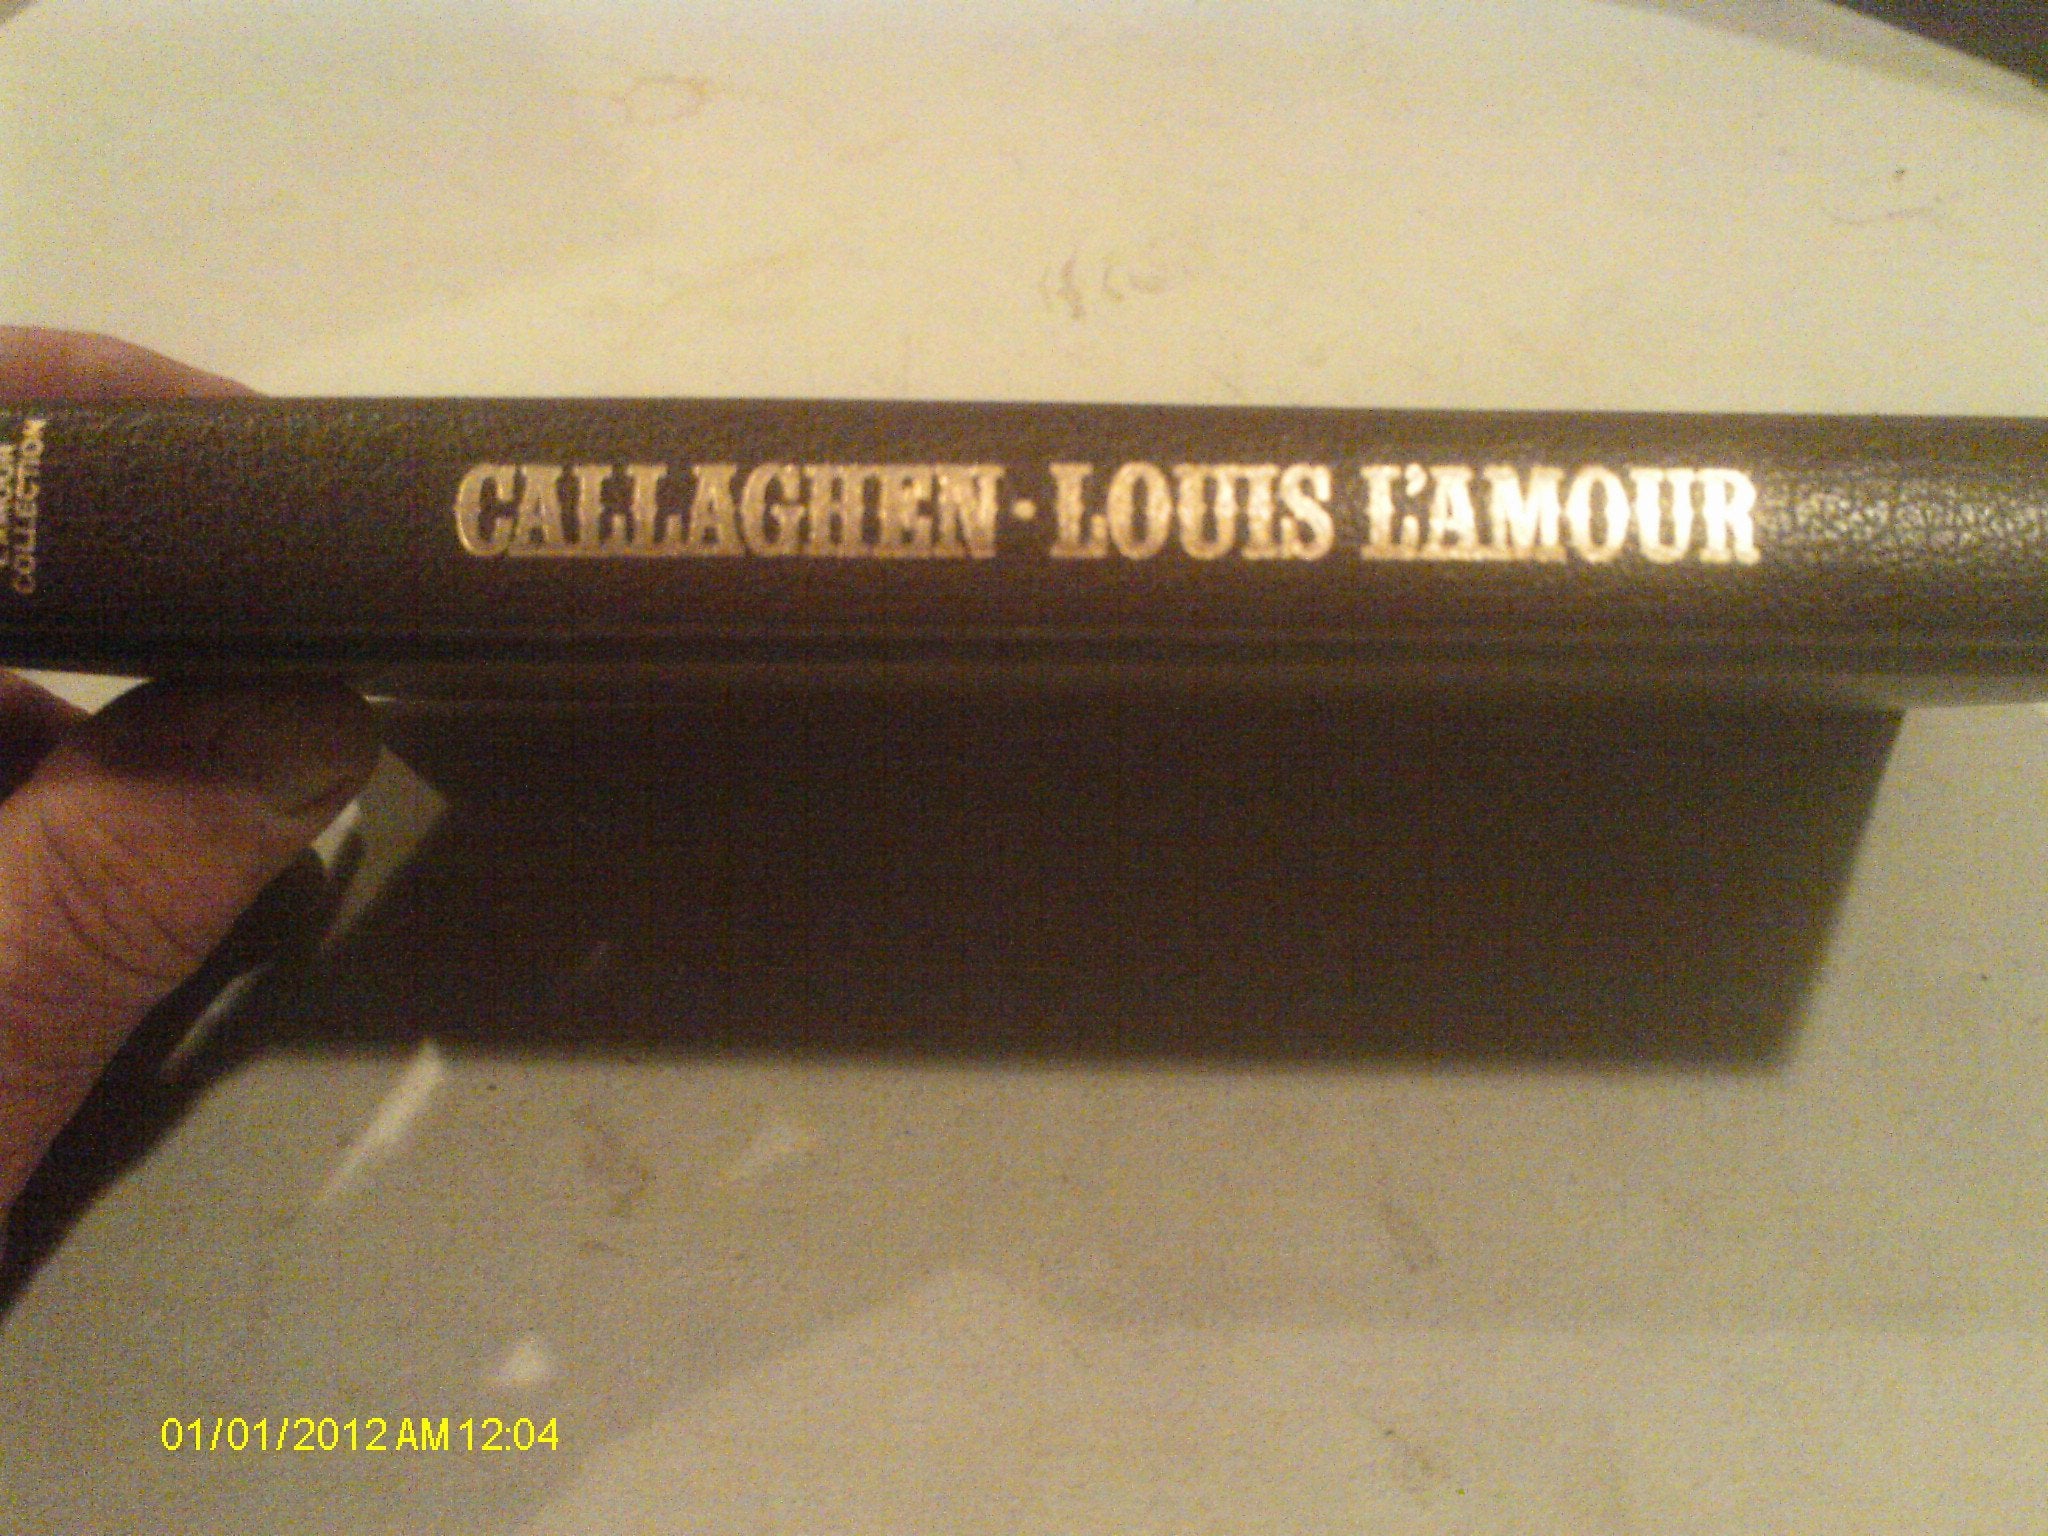 COLLECTION
CALLAGHEN · LOUIS L'AMOUR
01/01/2012 AM 12:04